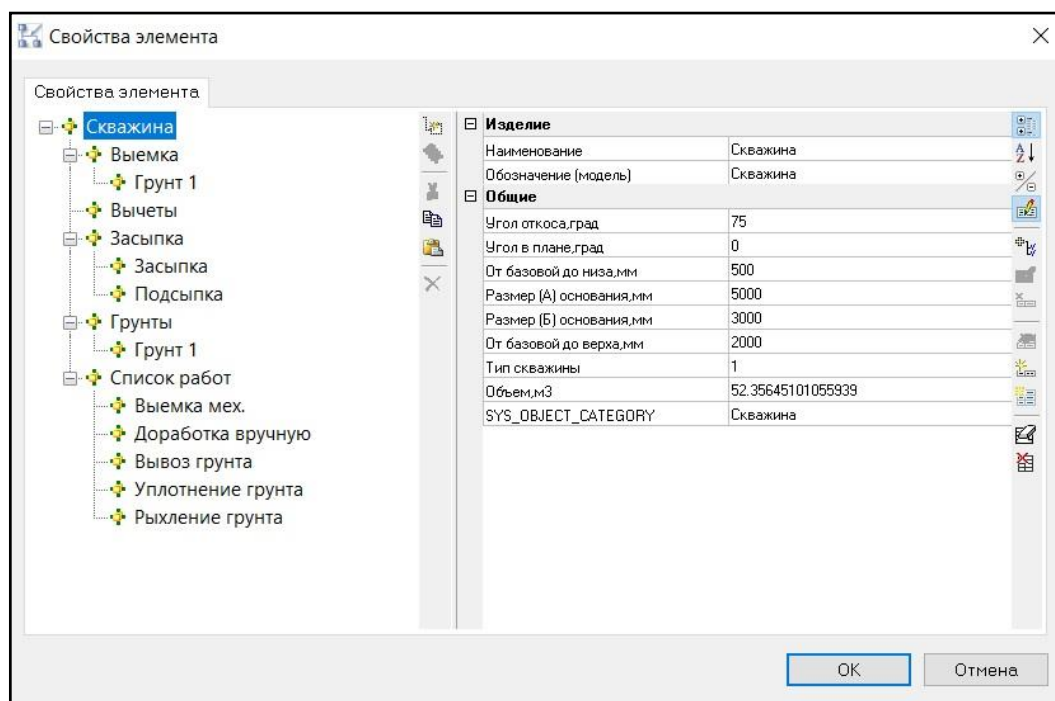 Свойства элемента
Свойства элемента
Скважина
Выемка
Грунт 1
Вычеты
Засыпка
Засыпка
Подсыпка
Грунты
Грунт 1
Список работ
Выемка мех.
Доработка вручную
Вывоз грунта
Уплотнение грунта
Рыхление грунта
Изделие
Наименование Скважина
Обозначение (модель) Скважина
Общие
Угол откоса,град 75
Угол в плане,град 0
От базовой до низа,мм 500
Размер (А) основания,мм 5000
Размер (Б) основания,мм 3000
От базовой до верха,мм 2000
Тип скважины 1
Объем,м3 52.35645101055939
SYS_OBJECT_CATEGORY Скважина
OK Отмена